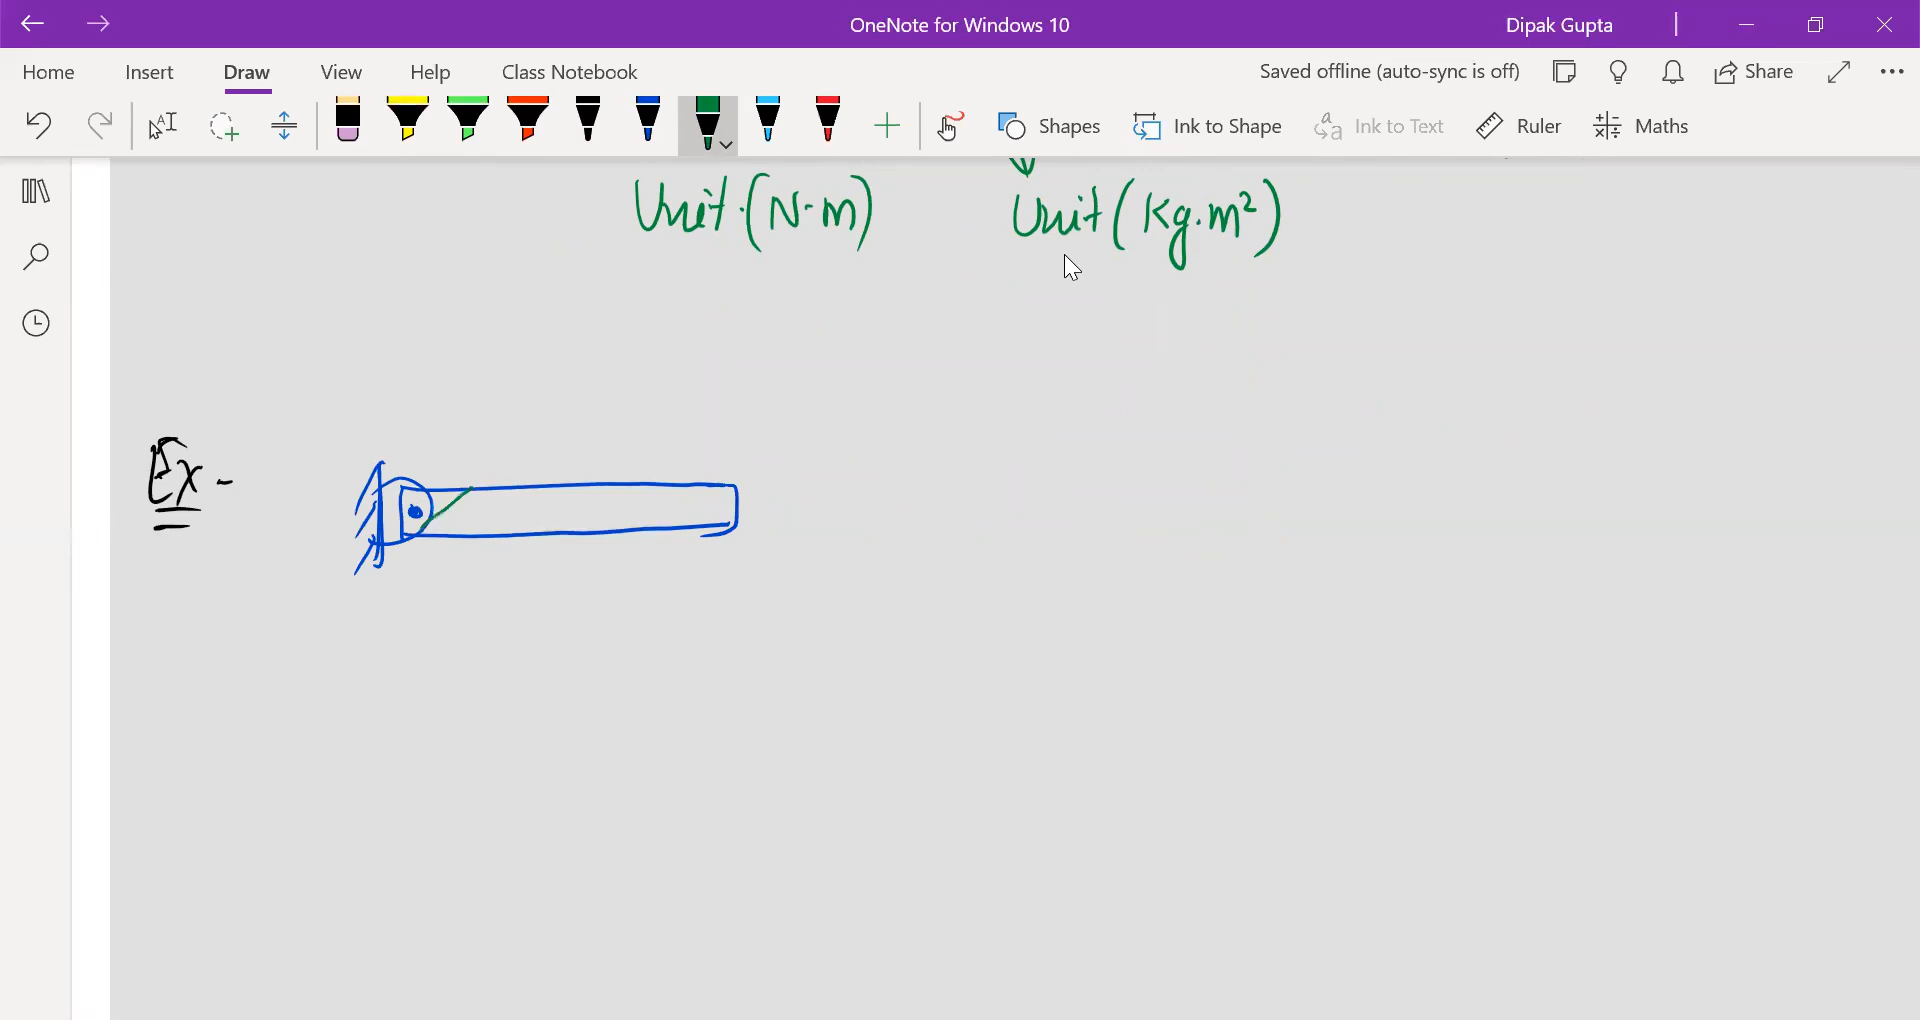 OneNote for Windows 10
Dipak Gupta
Home Insert Draw View Help Class Notebook
Saved offline (auto-sync is off) Share
Shapes Ink to Shape Ink to Text Ruler Maths
Unit.(N-m) Unit(Kg.m²)
Ex -